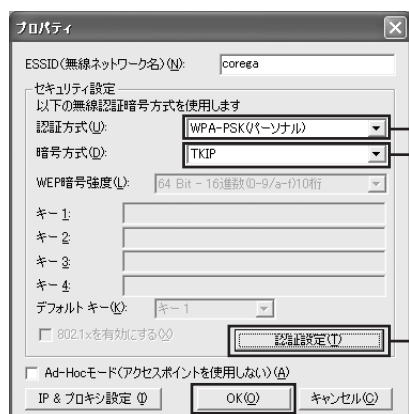 プロパティ
ESSID(無線ネットワーク名)(N): corega
セキュリティ設定
以下の無線認証暗号方式を使用します
認証方式(U): WPA-PSK(パーソナル)
暗号方式(D): TKIP
WEP暗号強度(L): 64 Bit - 16進数(0-9/a-f)10桁
キー 1:
キー 2:
キー 3:
キー 4:
デフォルト キー(K): キー 1
802.1xを有効にする(X)
認証設定(T)
Ad-Hocモード(アクセスポイントを使用しない)(A)
IP & プロキシ設定 (I) OK(O) キャンセル(C)